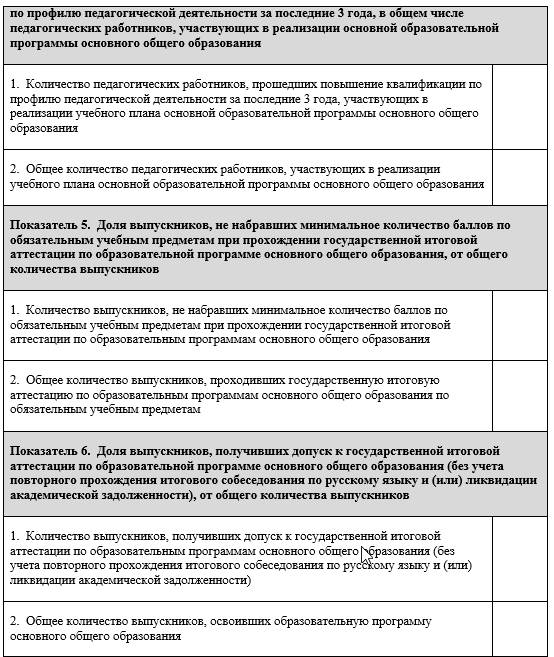 по профилю педагогической деятельности за последние 3 года, в общем числе
педагогических работников, участвующих в реализации основной образовательной
программы основного общего образования
1. Количество педагогических работников, прошедших повышение квалификации по
профилю педагогической деятельности за последние 3 года, участвующих в
реализации учебного плана основной образовательной программы основного общего
образования
2. Общее количество педагогических работников, участвующих в реализации
учебного плана основной образовательной программы основного общего образования
Показатель 5. Доля выпускников, не набравших минимальное количество баллов по
обязательным учебным предметам при прохождении государственной итоговой
аттестации по образовательной программе основного общего образования, от общего
количества выпускников
1. Количество выпускников, не набравших минимальное количество баллов по
обязательным учебным предметам при прохождении государственной итоговой
аттестации по образовательным программам основного общего образования
2. Общее количество выпускников, проходивших государственную итоговую
аттестацию по образовательным программам основного общего образования по
обязательным учебным предметам
Показатель 6. Доля выпускников, получивших допуск к государственной итоговой
аттестации по образовательной программе основного общего образования (без учета
повторного прохождения итогового собеседования по русскому языку и (или) ликвидации
академической задолженности), от общего количества выпускников
1. Количество выпускников, получивших допуск к государственной итоговой
аттестации по образовательным программам основного общего образования (без
учета повторного прохождения итогового собеседования по русскому языку и (или)
ликвидации академической задолженности)
2. Общее количество выпускников, освоивших образовательную программу
основного общего образования